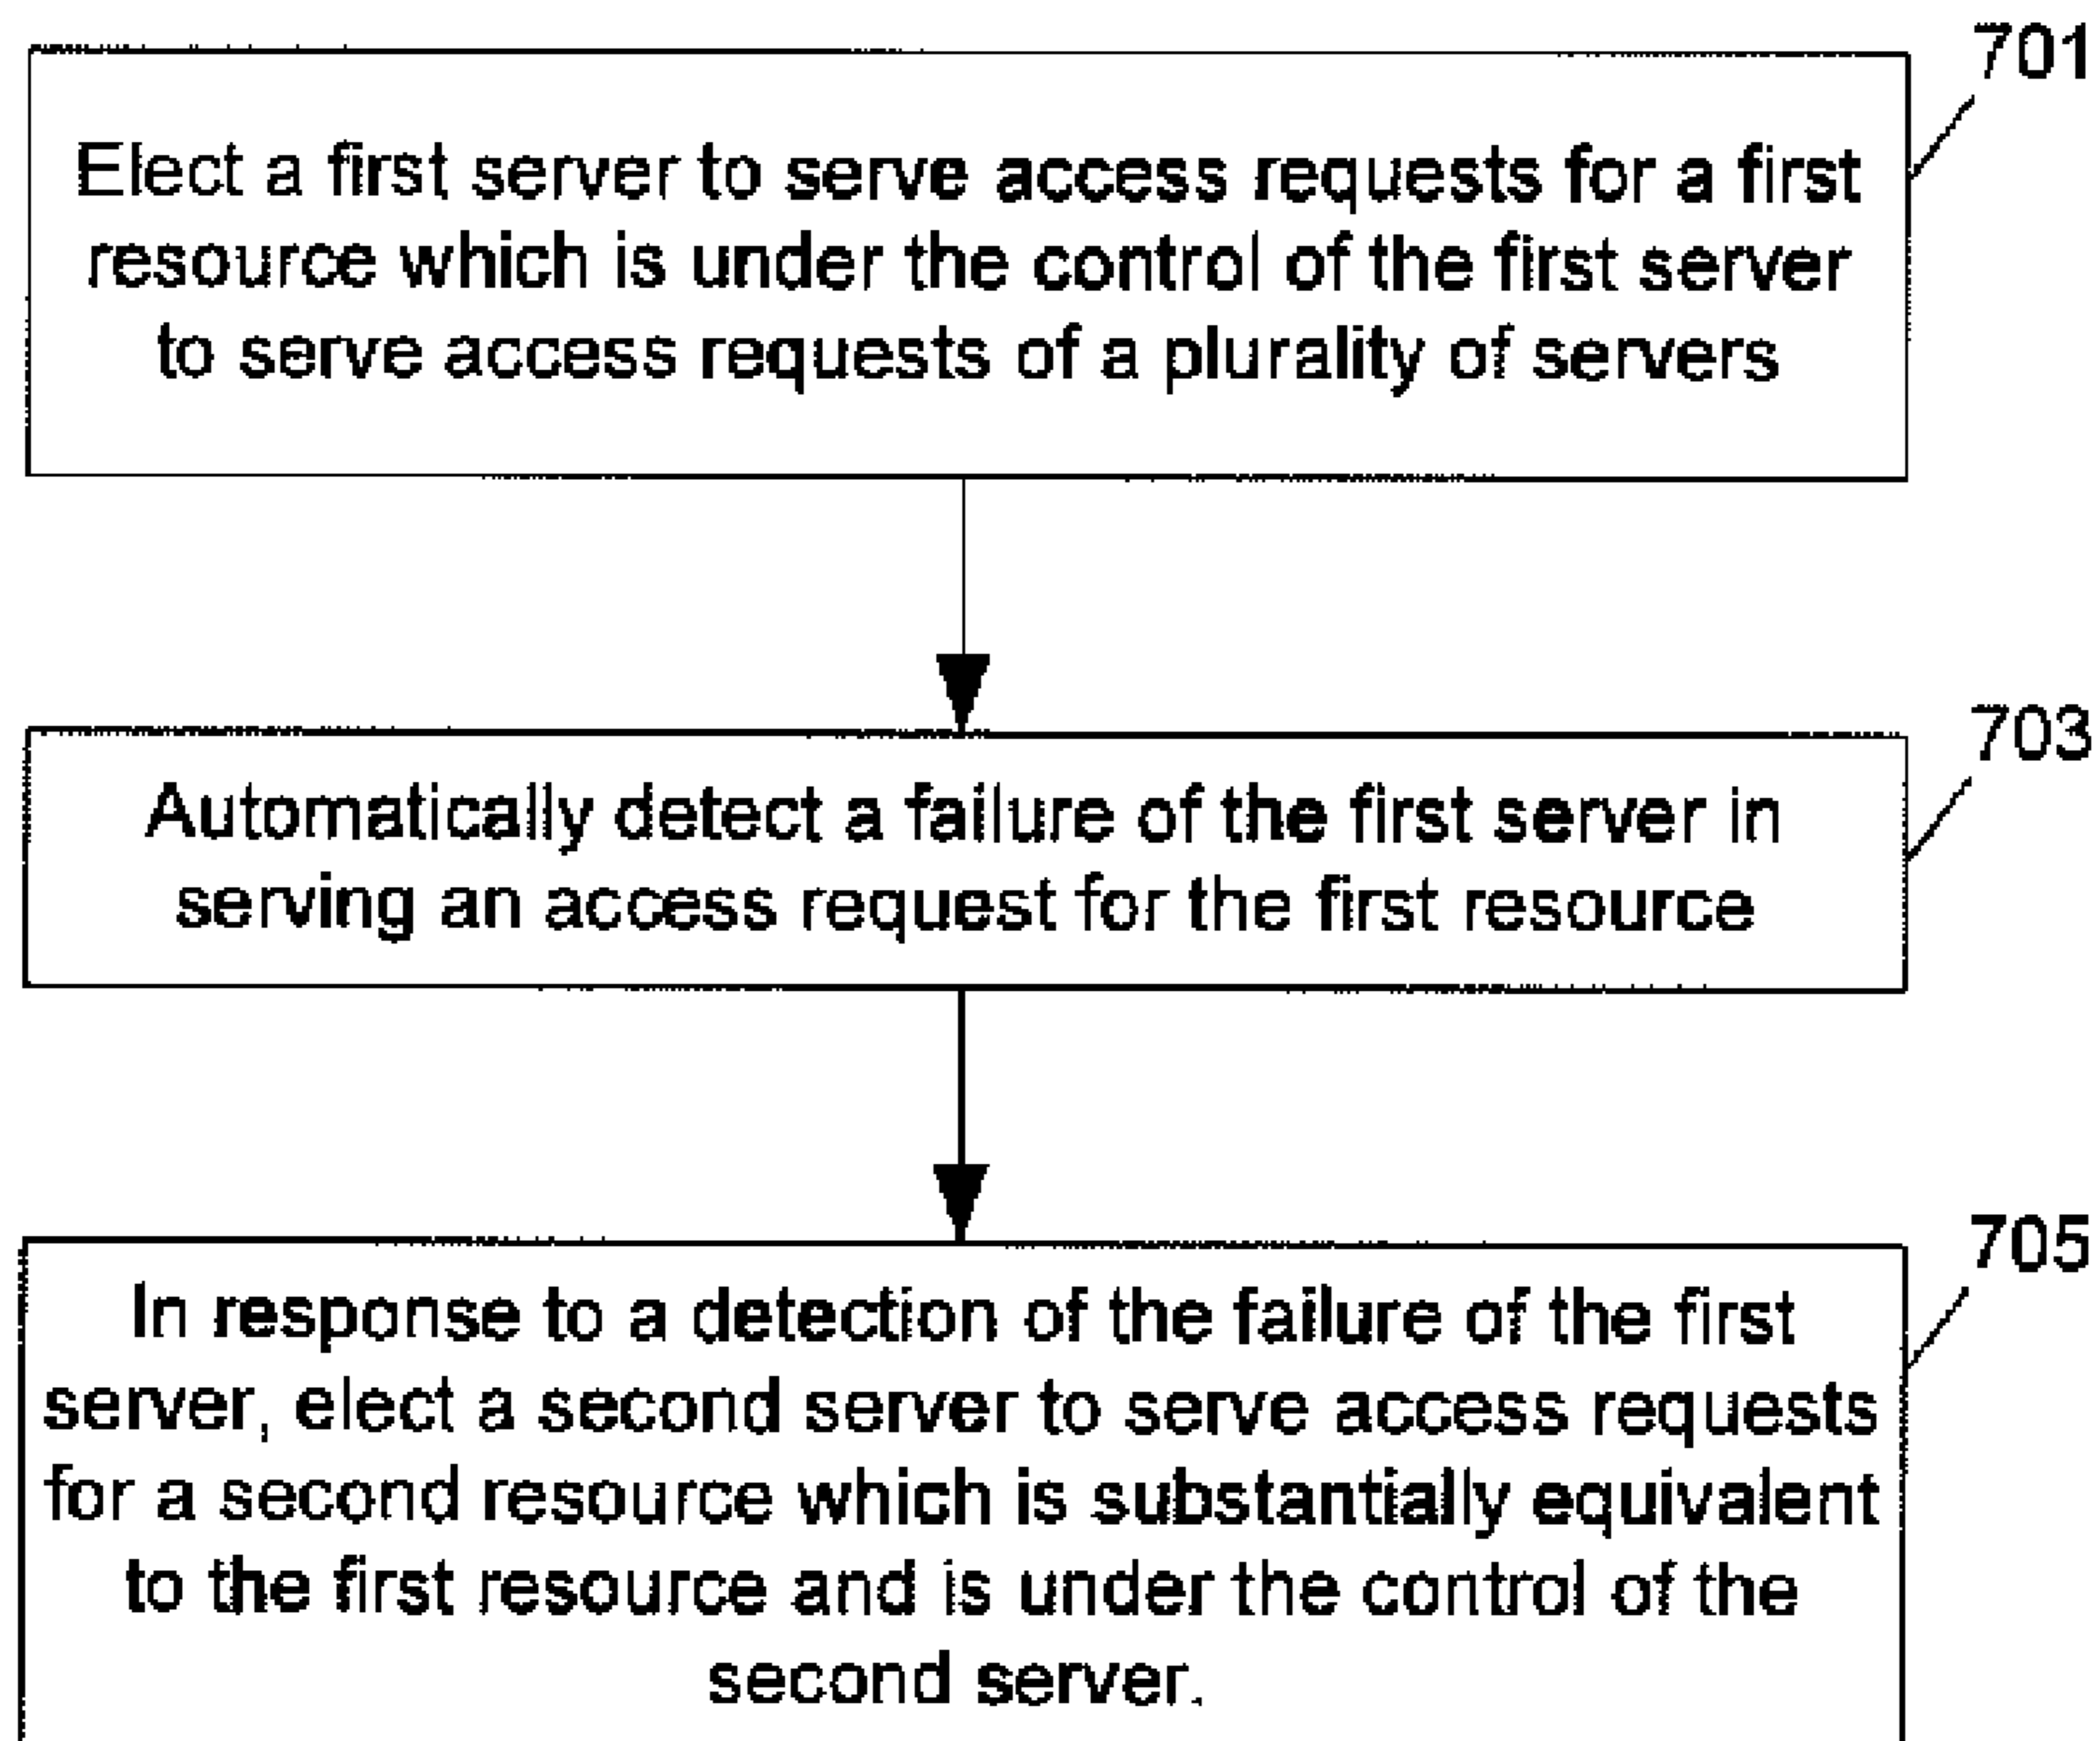 701
Elect a first server to serve access requests for a first
resource which is under the control of the first server
to serve access requests of a plurality of servers
703
Automatically detect a failure of the first server in
serving an access request for the first resource
705
In response to a detection of the failure of the first
server, elect a second server to serve access requests
for a second resource which is substantially equivalent
to the first resource and is under the control of the
second server.